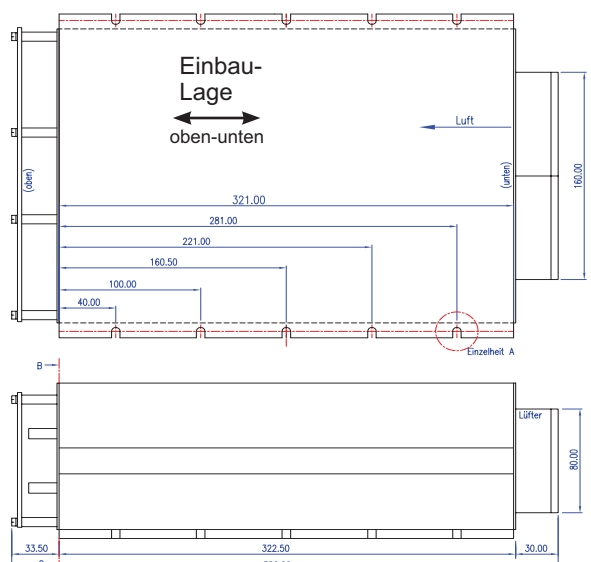 Einbau-
Lage
oben-unten
Luft
(oben)
(unten)
160.00
321.00
281.00
221.00
160.50
100.00
40.00
Einzelheit A
B
Lüfter
80.00
33.50
322.50
30.00